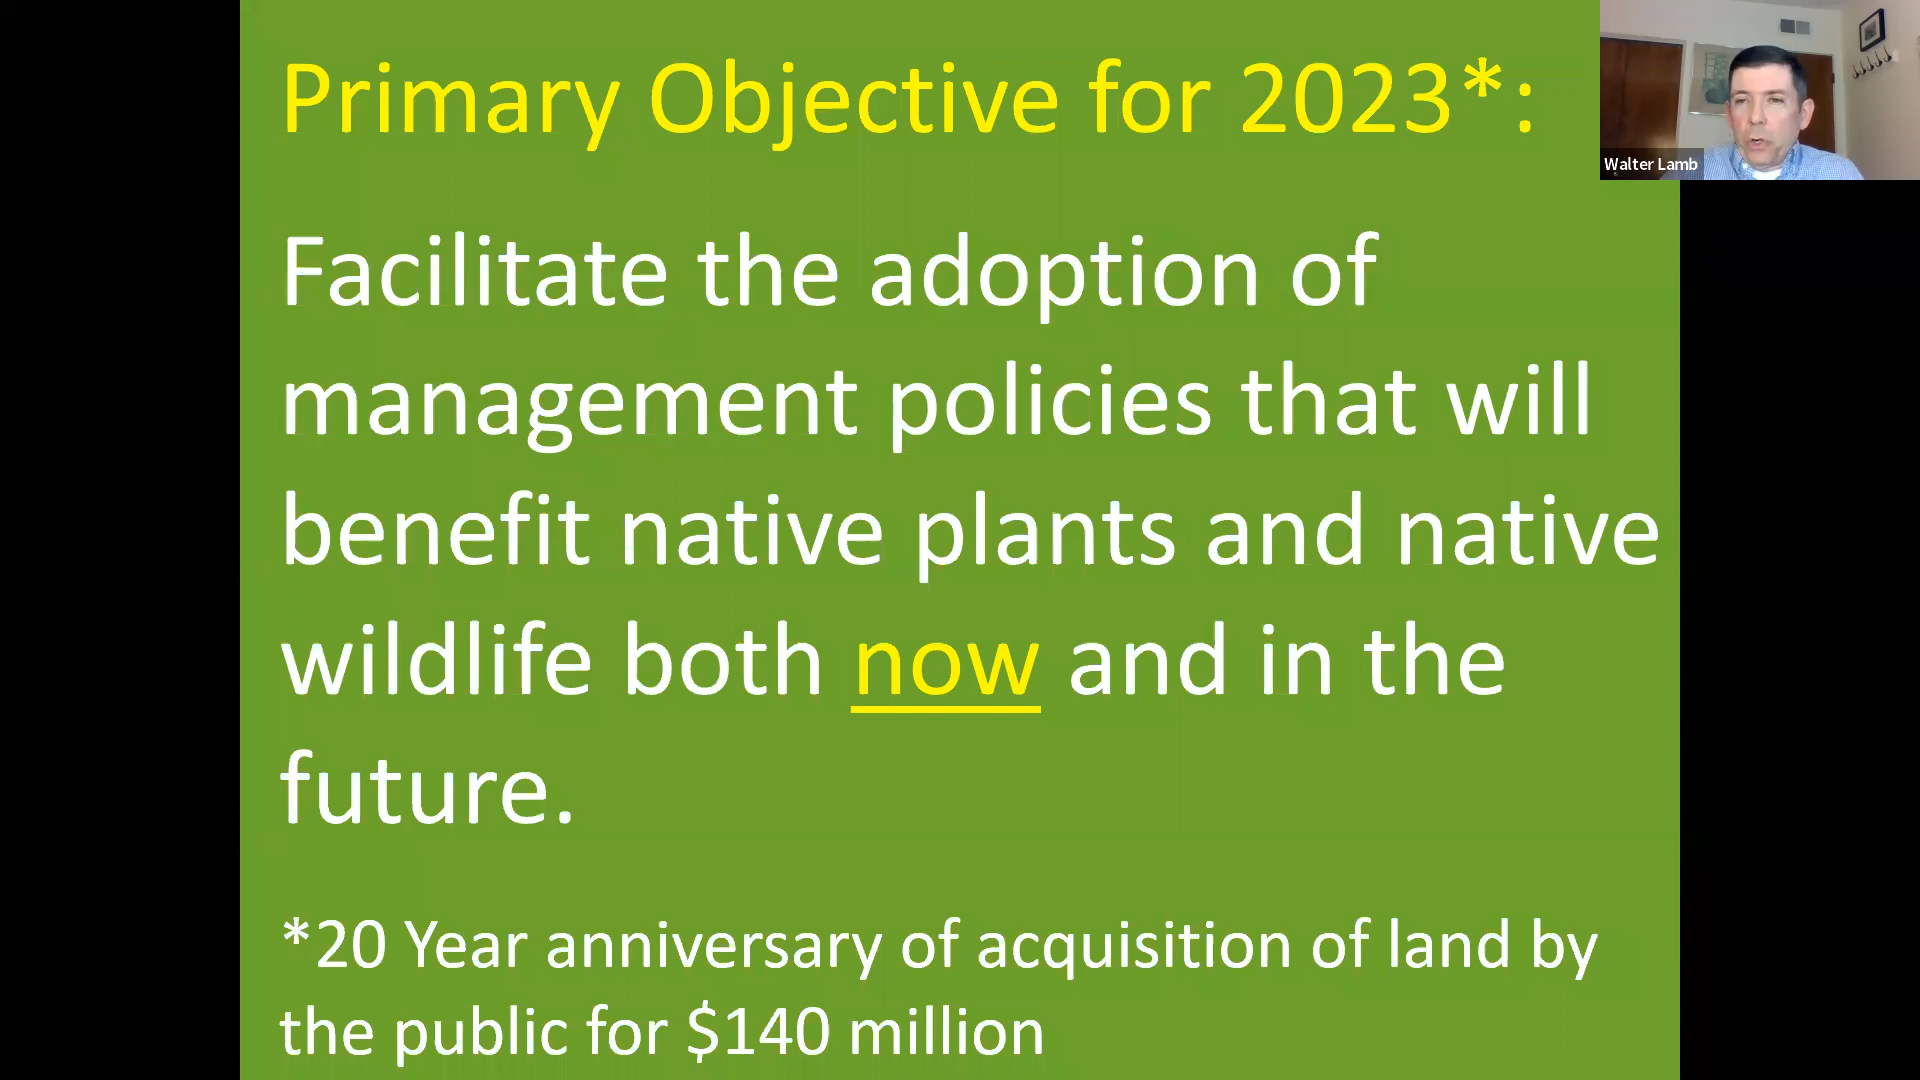 Primary Objective for 2023*:
Facilitate the adoption of
management policies that will
benefit native plants and native
wildlife both now and in the
future.
*20 Year anniversary of acquisition of land by
the public for $140 million
Walter Lamb